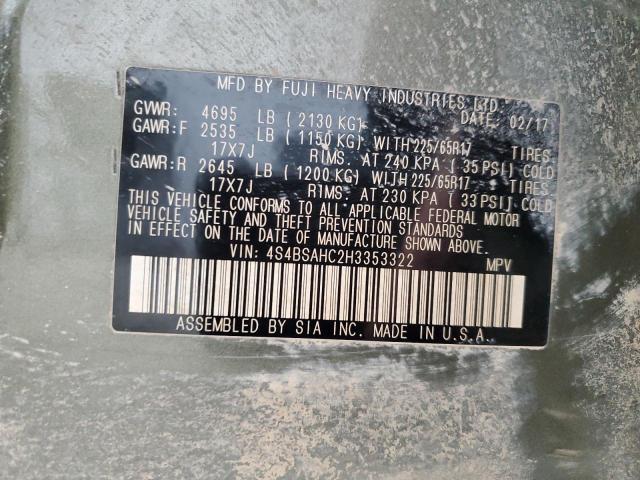 MFD BY FUJI HEAVY INDUSTRIES LTD.
GVWR: 4695 LB ( 2130 KG) DATE: 02/17
GAWR:F 2535 LB ( 1150 KG) WITH 225/65R17 TIRES
17X7J RIMS. AT 240 KPA ( 35 PSI) COLD
GAWR:R 2645 LB ( 1200 KG) WITH 225/65R17 TIRES
17X7J RIMS. AT 230 KPA ( 33 PSI) COLD
THIS VEHICLE CONFORMS TO ALL APPLICABLE FEDERAL MOTOR
VEHICLE SAFETY AND THEFT PREVENTION STANDARDS
IN EFFECT ON THE DATE OF MANUFACTURE SHOWN ABOVE.
VIN: 4S4BSAHC2H3353322 MPV
ASSEMBLED BY SIA INC. MADE IN U.S.A.